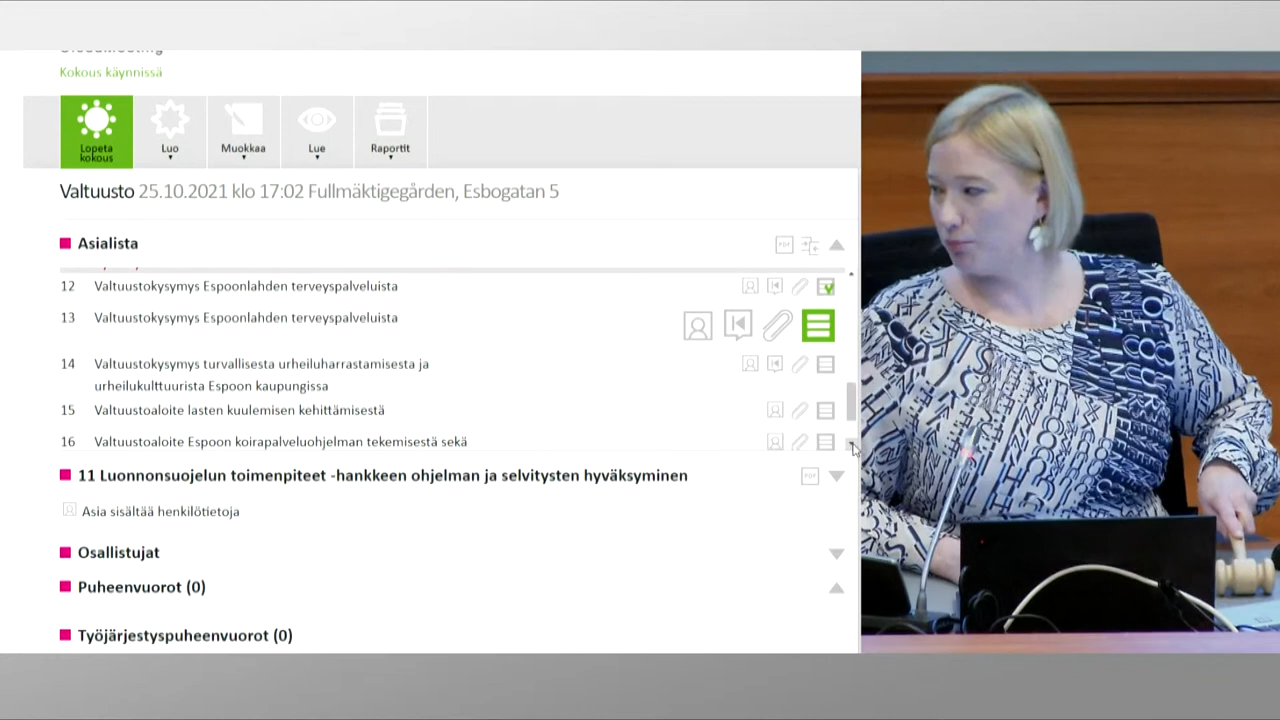 Kokous käynnissä
Lopeta kokous
Luo
Muokkaa
Lue
Raportit
Valtuusto 25.10.2021 klo 17:02 Fullmäktigegården, Esbogatan 5
Asialista
PDF
12 Valtuustokysymys Espoonlahden terveyspalveluista
13 Valtuustokysymys Espoonlahden terveyspalveluista
14 Valtuustokysymys turvallisesta urheiluharrastamisesta ja
urheilukulttuurista Espoon kaupungissa
15 Valtuustoaloite lasten kuulemisen kehittämisestä
16 Valtuustoaloite Espoon koirapalveluohjelman tekemisestä sekä
11 Luonnonsuojelun toimenpiteet -hankkeen ohjelman ja selvitysten hyväksyminen
PDF
Asia sisältää henkilötietoja
Osallistujat
Puheenvuorot (0)
Työjärjestyspuheenvuorot (0)